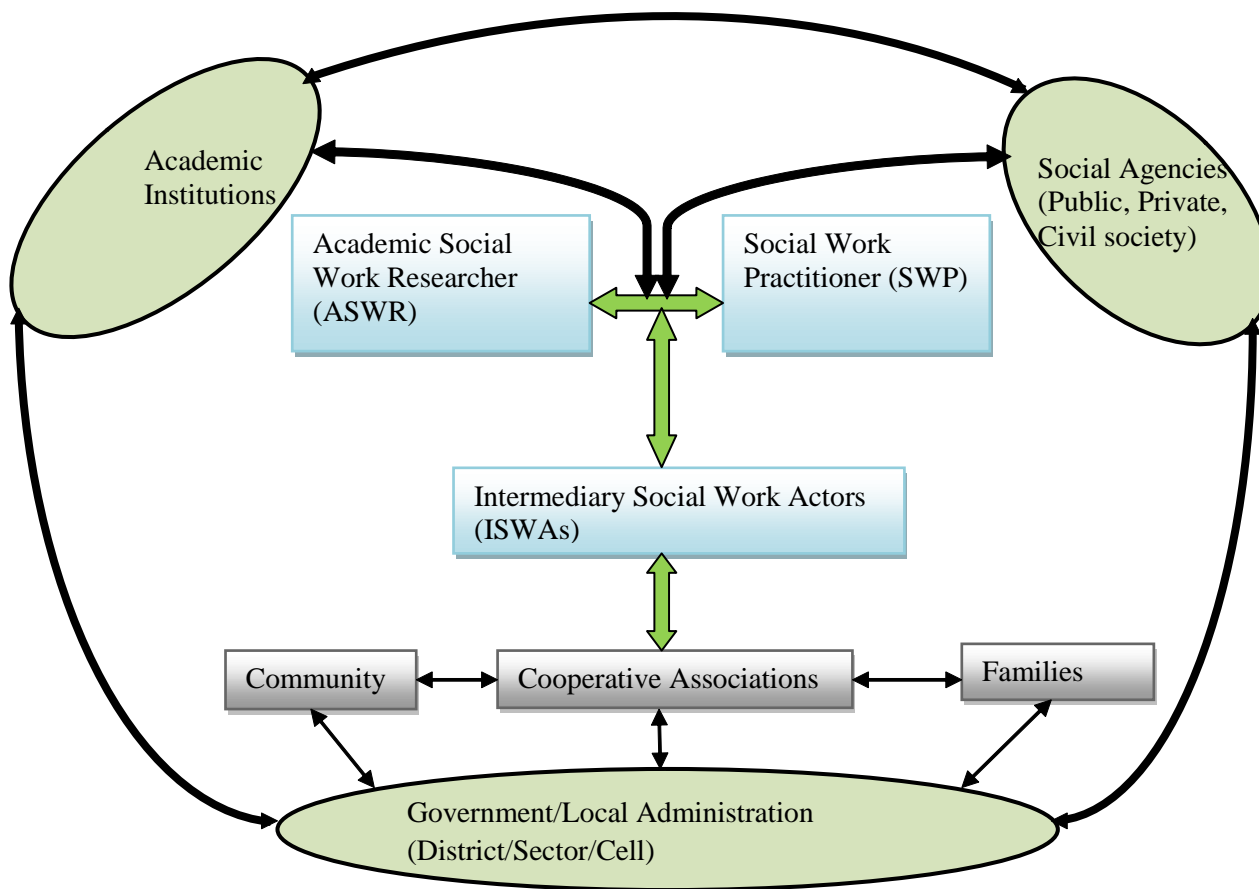 Academic
Institutions
Social Agencies
(Public, Private,
Civil society)
Academic Social
Work Researcher
(ASWR)
Social Work
Practitioner (SWP)
Intermediary Social Work Actors
(ISWAs)
Community
Cooperative Associations
Families
Government/Local Administration
(District/Sector/Cell)